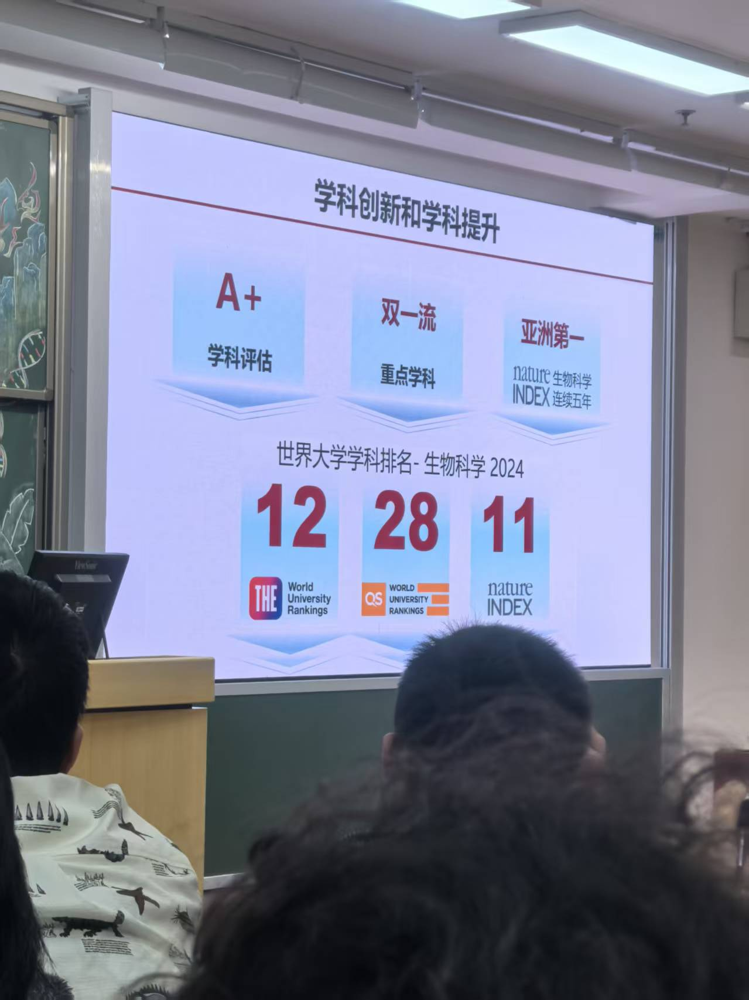 学科创新和学科提升
A+
学科评估
双一流
重点学科
亚洲第一
nature 生物科学
INDEX 连续五年
世界大学学科排名- 生物科学 2024
12
THE World
University
Rankings
28
QS WORLD
UNIVERSITY
RANKINGS
11
nature
INDEX
ViewSonic